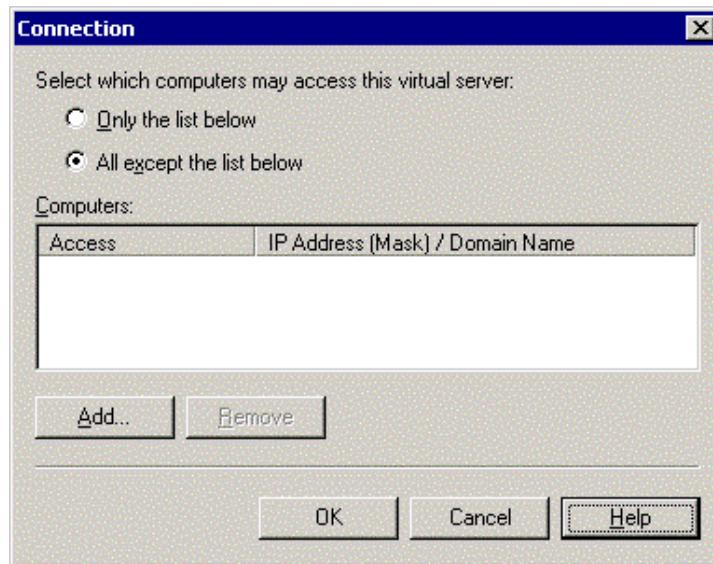 Connection
Select which computers may access this virtual server:
Only the list below
All except the list below
Computers:
Access IP Address (Mask) / Domain Name
Add... Remove
OK Cancel Help